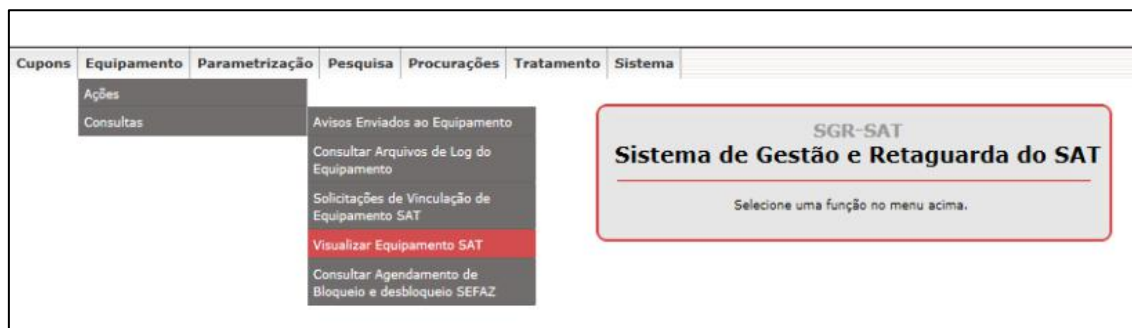 Cupons Equipamento Parametrização Pesquisa Procurações Tratamento Sistema
Ações
Consultas
Avisos Enviados ao Equipamento
Consultar Arquivos de Log do
Equipamento
Solicitações de Vinculação de
Equipamento SAT
Visualizar Equipamento SAT
Consultar Agendamento de
Bloqueio e desbloqueio SEFAZ
SGR-SAT
Sistema de Gestão e Retaguarda do SAT
Selecione uma função no menu acima.